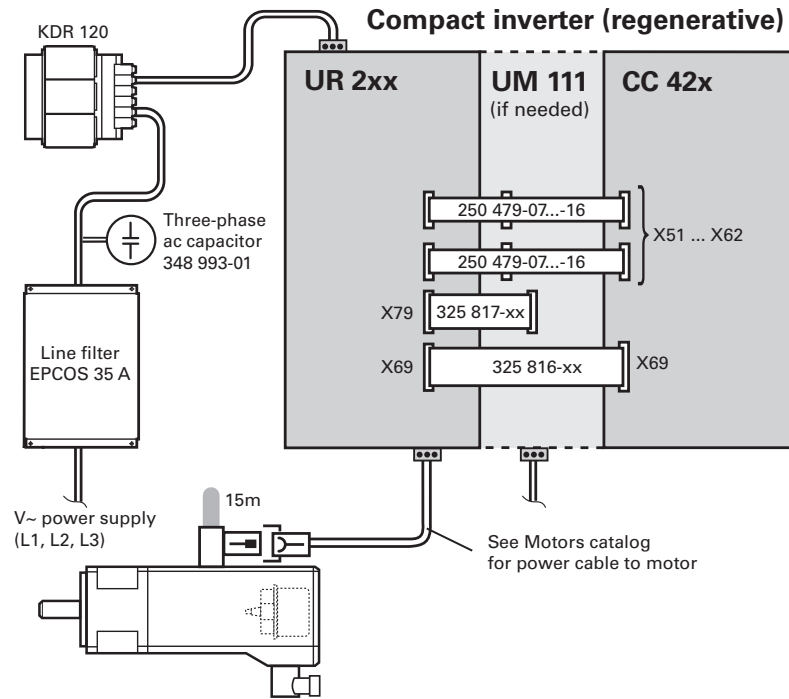 Compact inverter (regenerative)
KDR 120
UR 2xx
UM 111
(if needed)
CC 42x
250 479-07...-16
X51 ... X62
250 479-07...-16
X79
325 817-xx
X69
325 816-xx
X69
Three-phase
ac capacitor
348 993-01
Line filter
EPCOS 35 A
V~ power supply
(L1, L2, L3)
15m
See Motors catalog
for power cable to motor